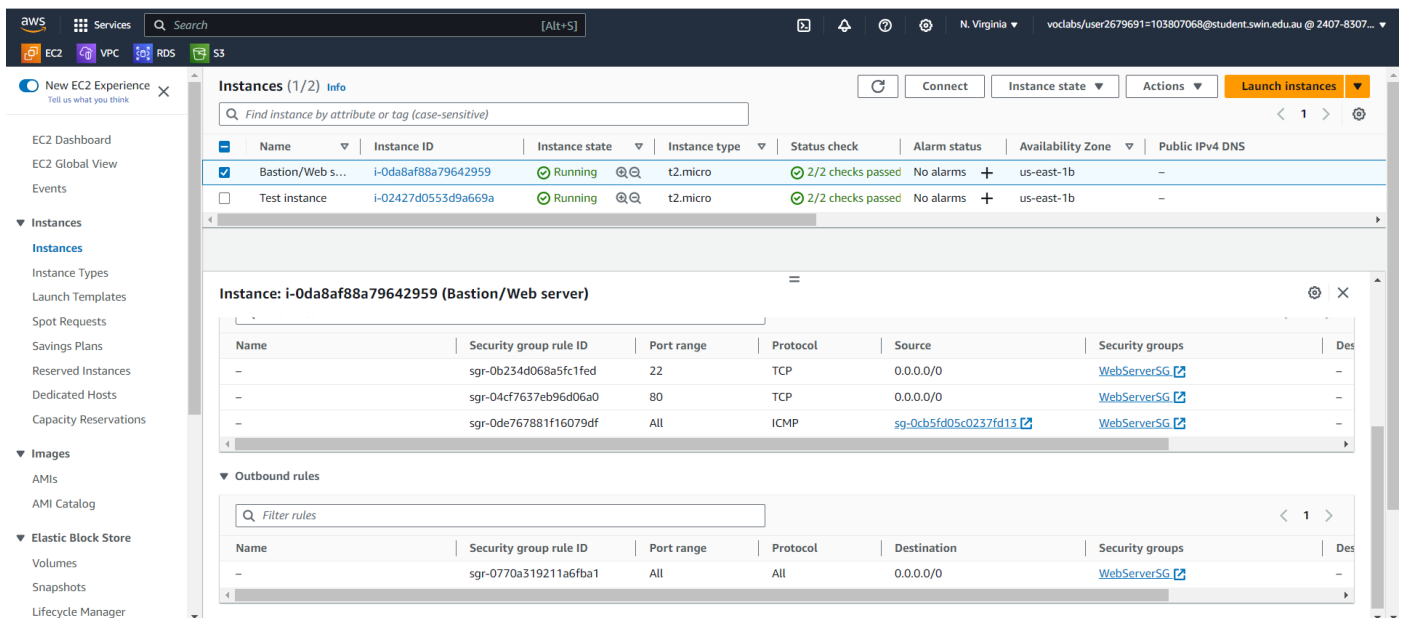 aws Services Search [Alt+S] N. Virginia voclabs/user2679691=103807068@student.swin.edu.au @ 2407-8307...
EC2 VPC RDS S3
New EC2 Experience
Tell us what you think
EC2 Dashboard
EC2 Global View
Events
Instances
Instances
Instance Types
Launch Templates
Spot Requests
Savings Plans
Reserved Instances
Dedicated Hosts
Capacity Reservations
Images
AMIs
AMI Catalog
Elastic Block Store
Volumes
Snapshots
Lifecycle Manager
Instances (1/2) Info Connect Instance state Actions Launch instances
Find instance by attribute or tag (case-sensitive) 1
Name Instance ID Instance state Instance type Status check Alarm status Availability Zone Public IPv4 DNS
Bastion/Web s... i-0da8af88a79642959 Running t2.micro 2/2 checks passed No alarms + us-east-1b –
Test instance i-02427d0553d9a669a Running t2.micro 2/2 checks passed No alarms + us-east-1b –
Instance: i-0da8af88a79642959 (Bastion/Web server)
Name Security group rule ID Port range Protocol Source Security groups Des
– sgr-0b234d068a5fc1fed 22 TCP 0.0.0.0/0 WebServerSG –
– sgr-04cf7637eb96d06a0 80 TCP 0.0.0.0/0 WebServerSG –
– sgr-0de767881f16079df All ICMP sg-0cb5fd05c0237fd13 WebServerSG –
Outbound rules
Filter rules 1
Name Security group rule ID Port range Protocol Destination Security groups Des
– sgr-0770a319211a6fba1 All All 0.0.0.0/0 WebServerSG –